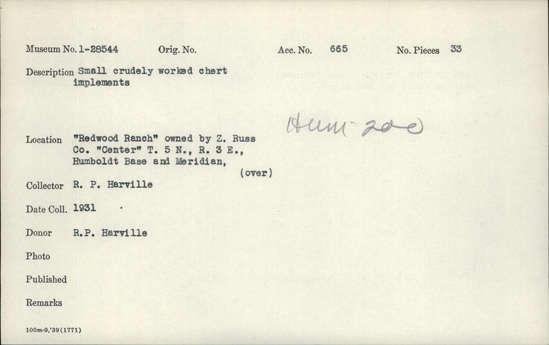 Museum No. 1-28544 Orig. No. Acc. No. 665 No. Pieces 33
Description Small crudely worked chert
implements
Hum-200
Location "Redwood Ranch" owned by Z. Russ
Co. "Center" T. 5 N., R. 3 E.,
Humboldt Base and Meridian,
(over)
Collector R. P. Harville
Date Coll. 1931
Donor R.P. Harville
Photo
Published
Remarks
100m-9,'39(1771)